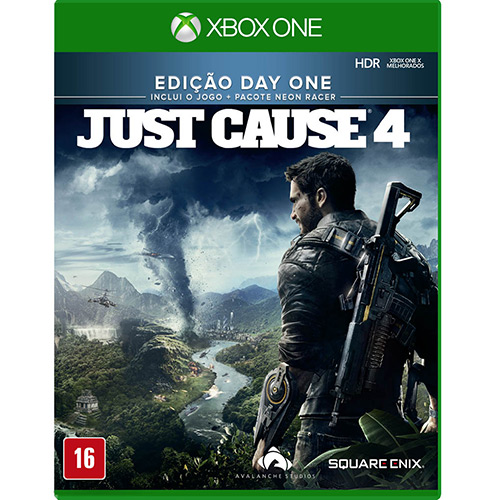 XBOX ONE
HDR
XBOX ONE X
MELHORADOS
EDIÇÃO DAY ONE
INCLUI O JOGO + PACOTE NEON RACER
JUST CAUSE 4
16
AVALANCHE STUDIOS
SQUARE ENIX